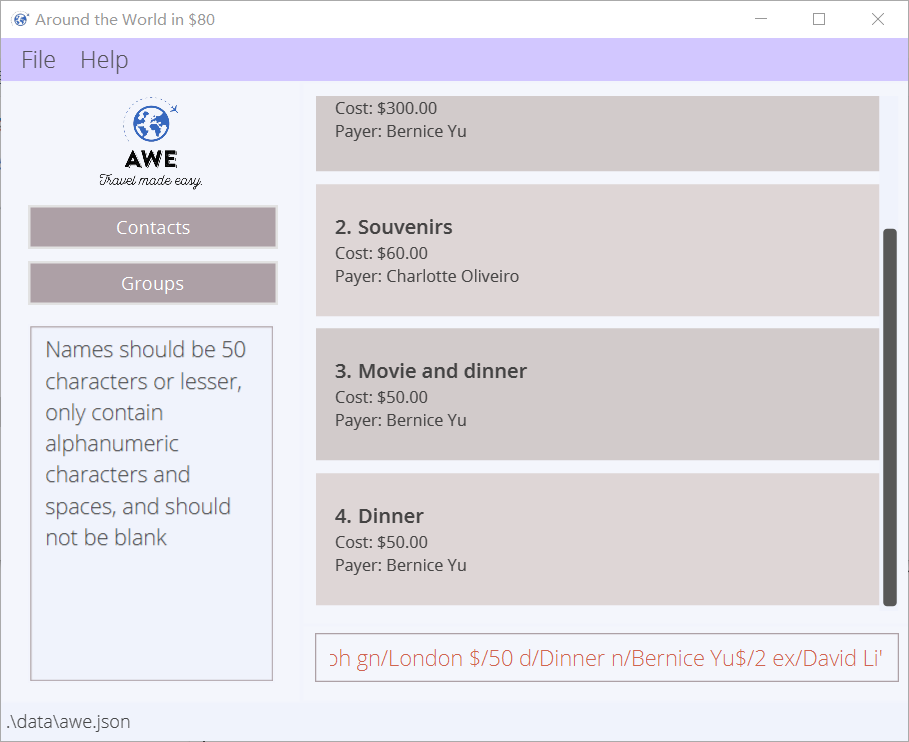 Around the World in $80
File Help
AWE
Travel made easy.
Contacts
Groups
Names should be 50
characters or lesser,
only contain
alphanumeric
characters and
spaces, and should
not be blank
Cost: $300.00
Payer: Bernice Yu
2. Souvenirs
Cost: $60.00
Payer: Charlotte Oliveiro
3. Movie and dinner
Cost: $50.00
Payer: Bernice Yu
4. Dinner
Cost: $50.00
Payer: Bernice Yu
oh gn/London $/50 d/Dinner n/Bernice Yu$/2 ex/David Li'
.\data\awe.json